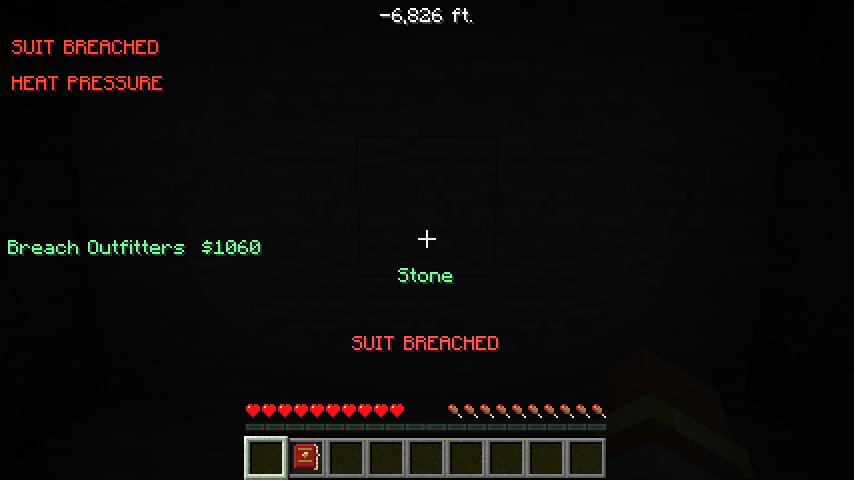 -6,826 ft.
SUIT BREACHED
HEAT PRESSURE
Breach Outfitters $1060
Stone
SUIT BREACHED